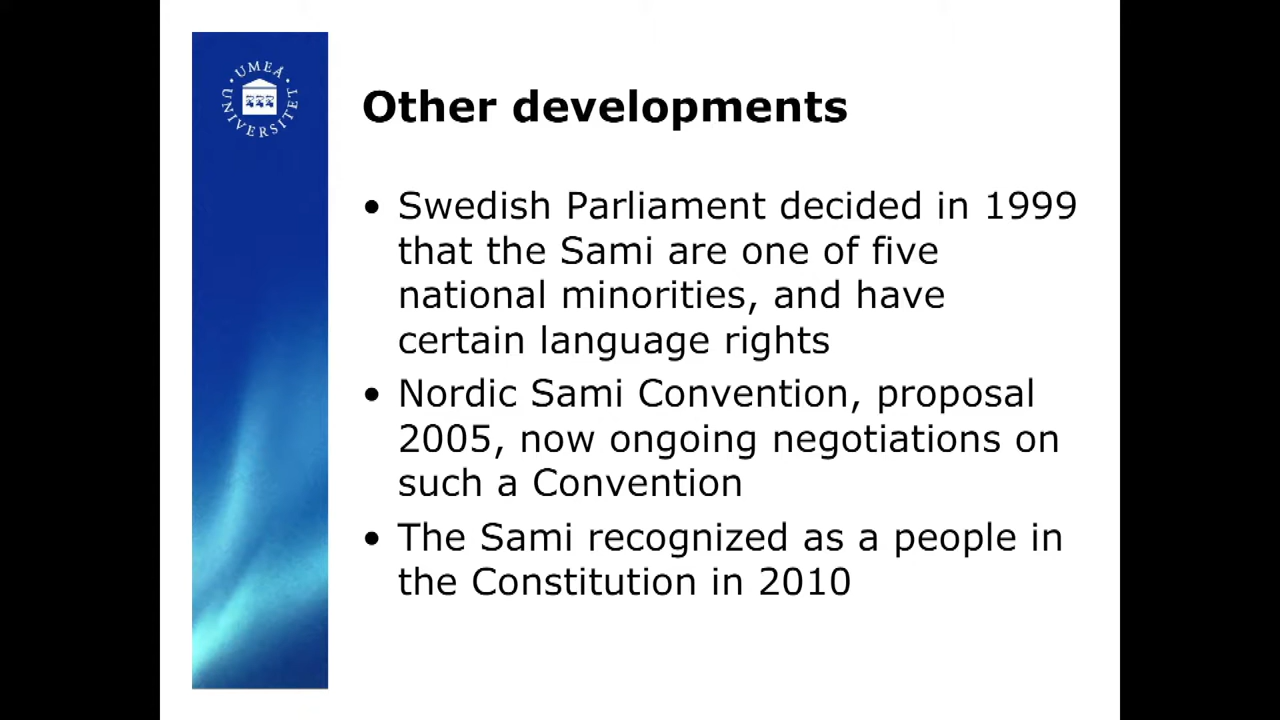 UMEÅ
UNIVERSITET
Other developments
• Swedish Parliament decided in 1999
that the Sami are one of five
national minorities, and have
certain language rights
• Nordic Sami Convention, proposal
2005, now ongoing negotiations on
such a Convention
• The Sami recognized as a people in
the Constitution in 2010